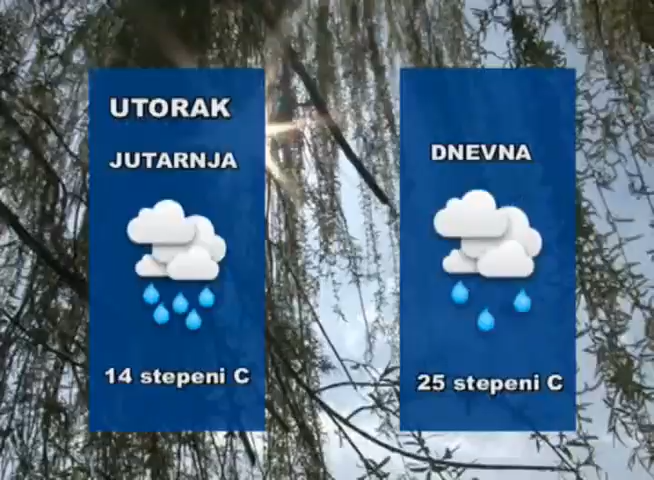 UTORAK
JUTARNJA
14 stepeni C
DNEVNA
25 stepeni C